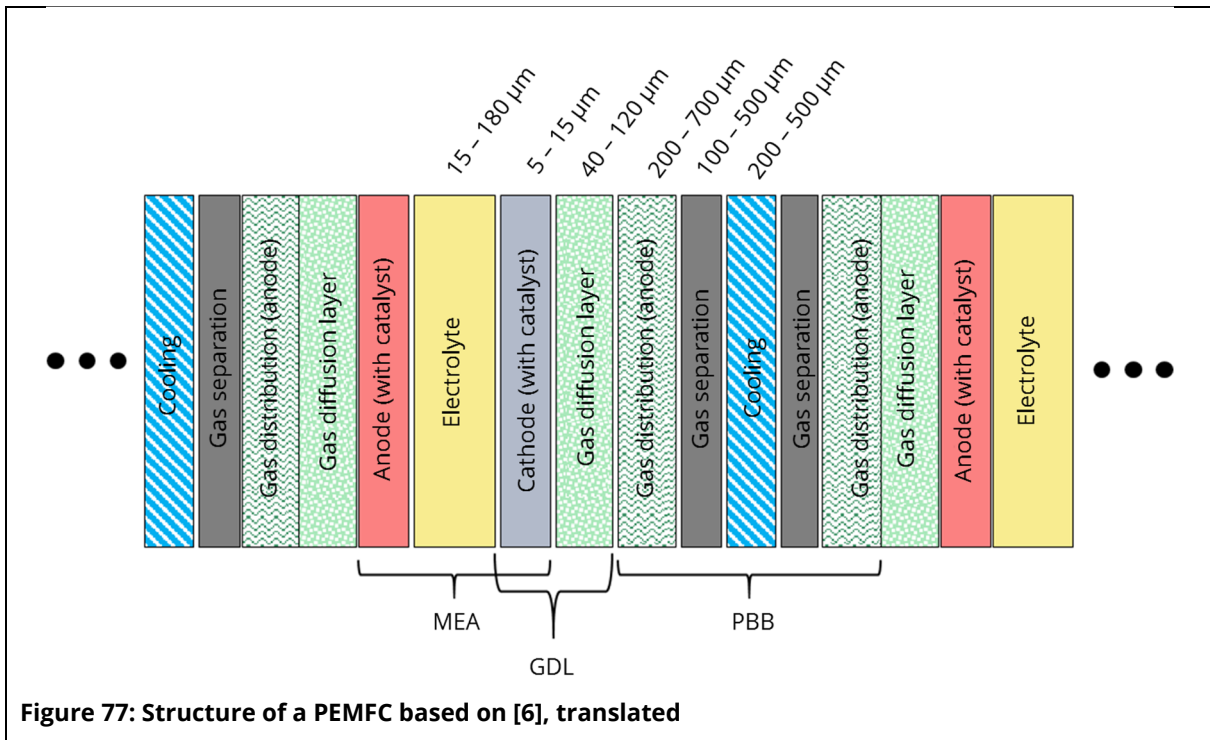 15 – 180 µm
5 – 15 µm
40 – 120 µm
200 – 700 µm
100 – 500 µm
200 – 500 µm
Cooling
Gas separation
Gas distribution (anode)
Gas diffusion layer
Anode (with catalyst)
Electrolyte
Cathode (with catalyst)
Gas diffusion layer
Gas distribution (anode)
Gas separation
Cooling
Gas separation
Gas distribution (anode)
Gas diffusion layer
Anode (with catalyst)
Electrolyte
MEA
GDL
PBB
Figure 77: Structure of a PEMFC based on [6], translated